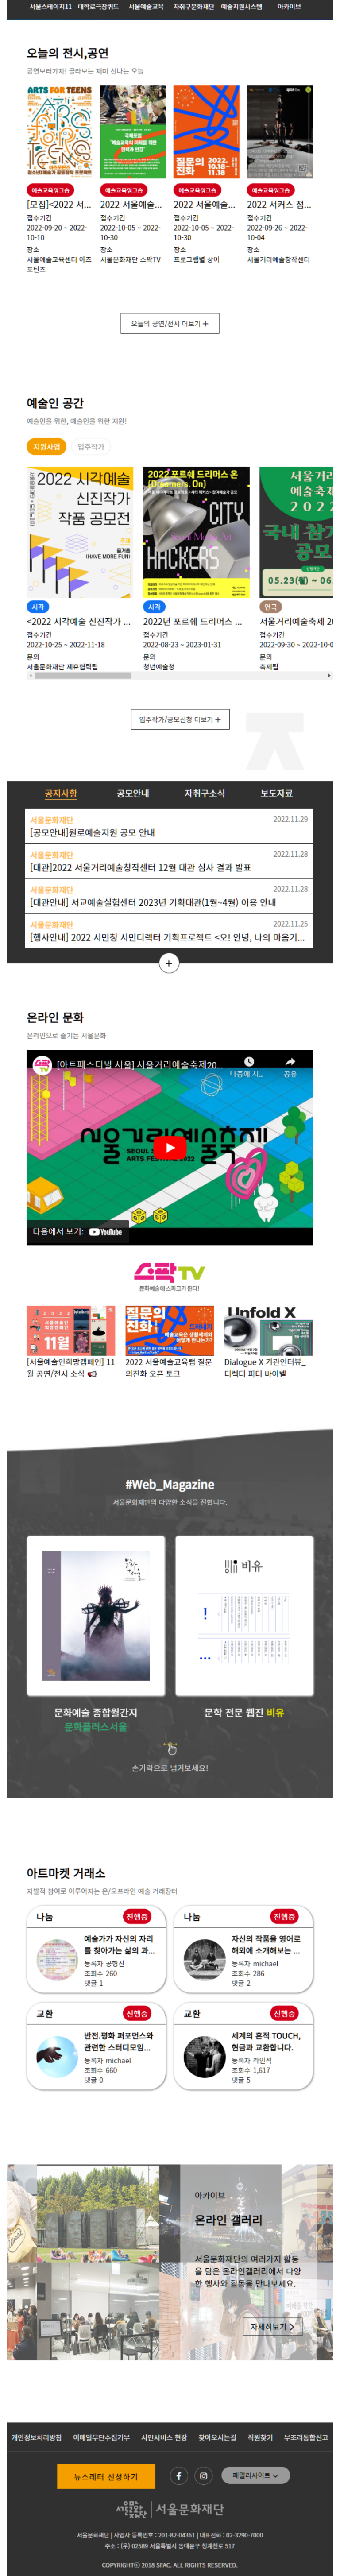 서울스테이지11 대학로극장쿼드 서울예술교육 자취구문화재단 예술지원시스템 아카이브
오늘의 전시,공연
공연보러가자! 골라보는 재미 신나는 오늘
ARTS FOR TEENS
질문의 진화
2022. 10.18 11.18
예술교육워크숍 예술교육워크숍 예술교육워크숍 예술교육워크숍
[모집]<2022 서... 2022 서울예술... 2022 서울예술... 2022 서커스 점...
접수기간 접수기간 접수기간 접수기간
2022-09-20 ~ 2022-10-10 2022-10-05 ~ 2022-10-30 2022-10-05 ~ 2022-10-30 2022-09-26 ~ 2022-10-04
장소 장소 장소 장소
서울예술교육센터 아츠포틴즈 서울문화재단 스팍TV 프로그램별 상이 서울거리예술창작센터
오늘의 공연/전시 더보기 +
예술인 공간
예술인을 위한, 예술인을 위한 지원!
지원사업 입주작가
2022 시각예술
신진작가
작품 공모전
즐거움
(HAVE MORE FUN)
2022 포르쉐 드리머스 온
(Dreamers. On)
CITY
HACKERS
Social Media Art
서울거리
예술축제
2022
05.23(월) ~ 06.
시각 시각 연극
<2022 시각예술 신진작가 ... 2022년 포르쉐 드리머스 ... 서울거리예술축제 20
접수기간 접수기간 접수기간
2022-10-25 ~ 2022-11-18 2022-08-23 ~ 2023-01-31 2022-09-30 ~ 2022-10-0
문의 문의 문의
서울문화재단 제휴협력팀 청년예술청 축제팀
입주작가/공모신청 더보기 +
공지사항 공모안내 자취구소식 보도자료
서울문화재단 2022.11.29
[공모안내]원로예술지원 공모 안내
서울문화재단 2022.11.28
[대관]2022 서울거리예술창작센터 12월 대관 심사 결과 발표
서울문화재단 2022.11.28
[대관안내] 서교예술실험센터 2023년 기획대관(1월~4월) 이용 안내
서울문화재단 2022.11.25
[행사안내] 2022 시민청 시민디렉터 기획프로젝트 <오! 안녕, 나의 마음기...
+
온라인 문화
온라인으로 즐기는 서울문화
스팍TV [아트페스티벌 서울] 서울거리예술축제20...
나중에 시... 공유
서울거리예술축제
SEOUL STREET ARTS FESTIVAL 2022
다음에서 보기: YouTube
스팍TV
문화예술에 스파크가 튄다!
11월
질문의 진화
Unfold X
[서울예술인희망캠페인] 11월 공연/전시 소식 2022 서울예술교육랩 질문의진화 오픈 토크 Dialogue X 기관인터뷰_디렉터 피터 바이벨
#Web_Magazine
서울문화재단의 다양한 소식을 전합니다.
비유
문화예술 종합월간지 문학 전문 웹진 비유
문화플러스서울
손가락으로 넘기보세요!
아트마켓 거래소
자발적 참여로 이루어지는 온/오프라인 예술 거래장터
나눔 진행중 나눔 진행중
예술가가 자신의 자리를 찾아가는 삶의 과... 자신의 작품을 영어로 해외에 소개해보는 ...
등록자 공형진 등록자 michael
조회수 260 조회수 286
댓글 1 댓글 2
교환 진행중 교환 진행중
반전.평화 퍼포먼스와 관련한 스터디모임... 세계의 흔적 TOUCH, 현금과 교환합니다.
등록자 michael 등록자 라인석
조회수 660 조회수 1,617
댓글 0 댓글 5
아카이브
온라인 갤러리
서울문화재단의 여러가지 활동
을 담은 온라인갤러리에서 다양
한 행사와 활동을 만나보세요.
자세히보기 >
개인정보처리방침 이메일무단수집거부 시민서비스 헌장 찾아오시는길 직원찾기 부조리통합신고
뉴스레터 신청하기 패밀리사이트
서울문화재단
서울문화재단 | 사업자 등록번호 : 201-82-04361 | 대표전화 : 02-3290-7000
주소 : (우) 02589 서울특별시 동대문구 청계천로 517
COPYRIGHTⓒ 2018 SFAC. ALL RIGHTS RESERVED.